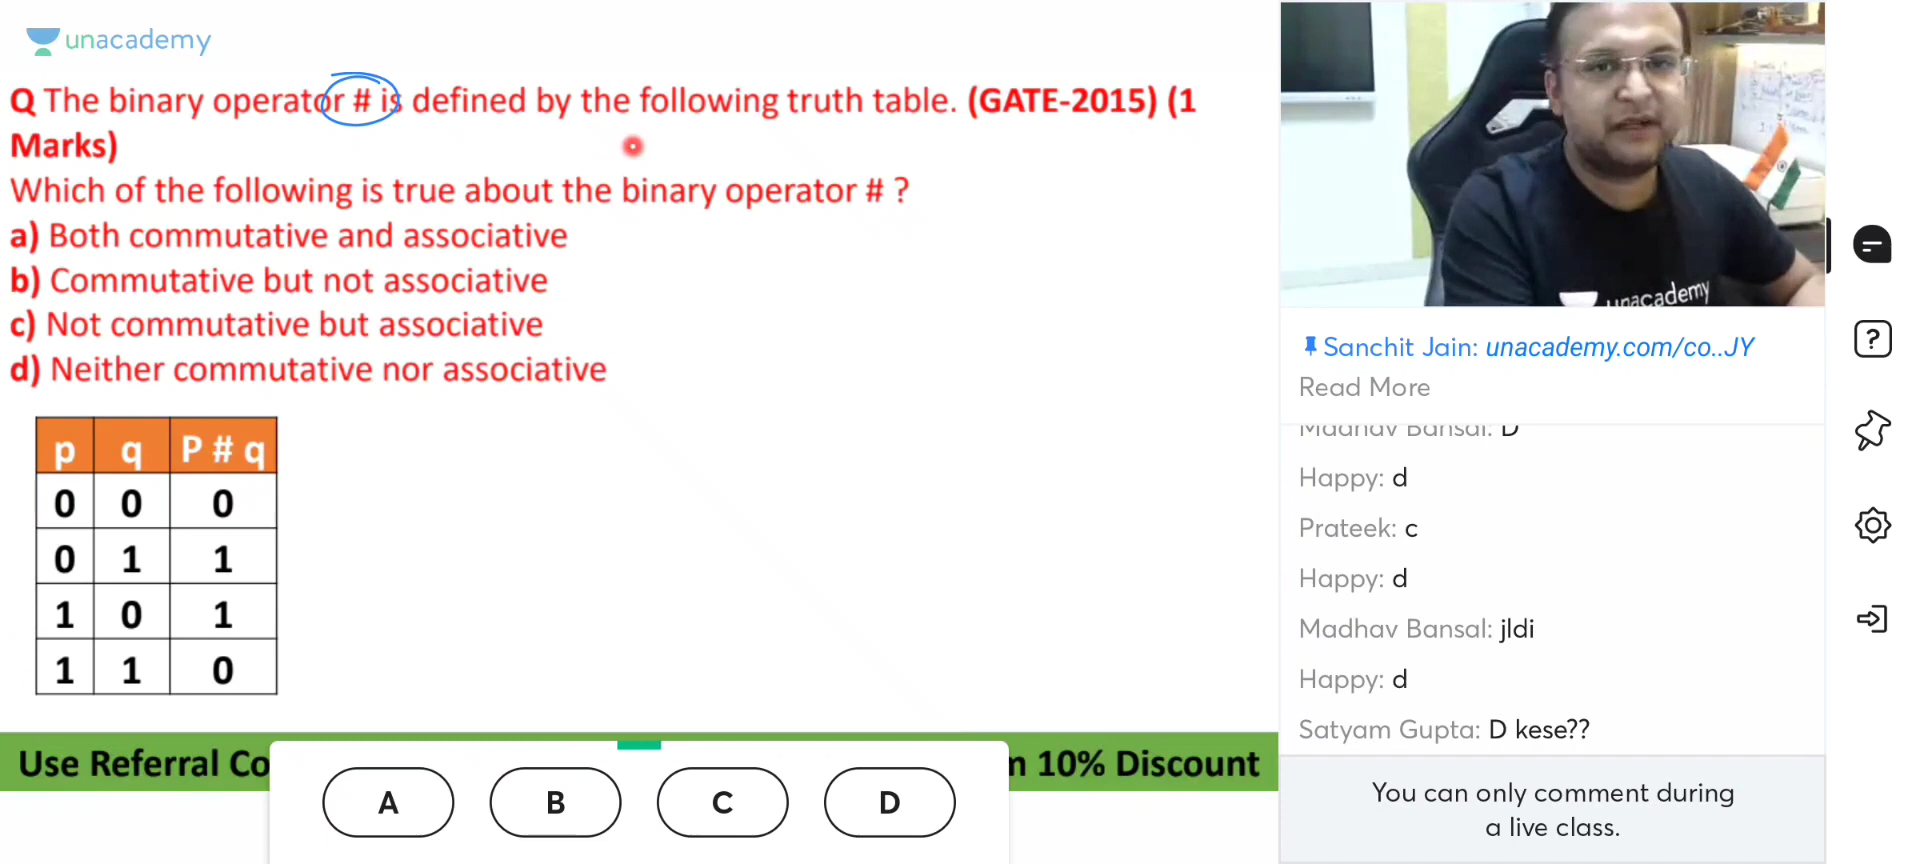 unacademy
Q The binary operator # is defined by the following truth table. (GATE-2015) (1
Marks)
Which of the following is true about the binary operator # ?
a) Both commutative and associative
b) Commutative but not associative
c) Not commutative but associative
d) Neither commutative nor associative
p q P # q
0 0 0
0 1 1
1 0 1
1 1 0
Use Referral Co
10% Discount
A B C D
unacademy
Sanchit Jain: unacademy.com/co..JY
Read More
Madhav Bansal: D
Happy: d
Prateek: c
Happy: d
Madhav Bansal: jldi
Happy: d
Satyam Gupta: D kese??
You can only comment during
a live class.
?